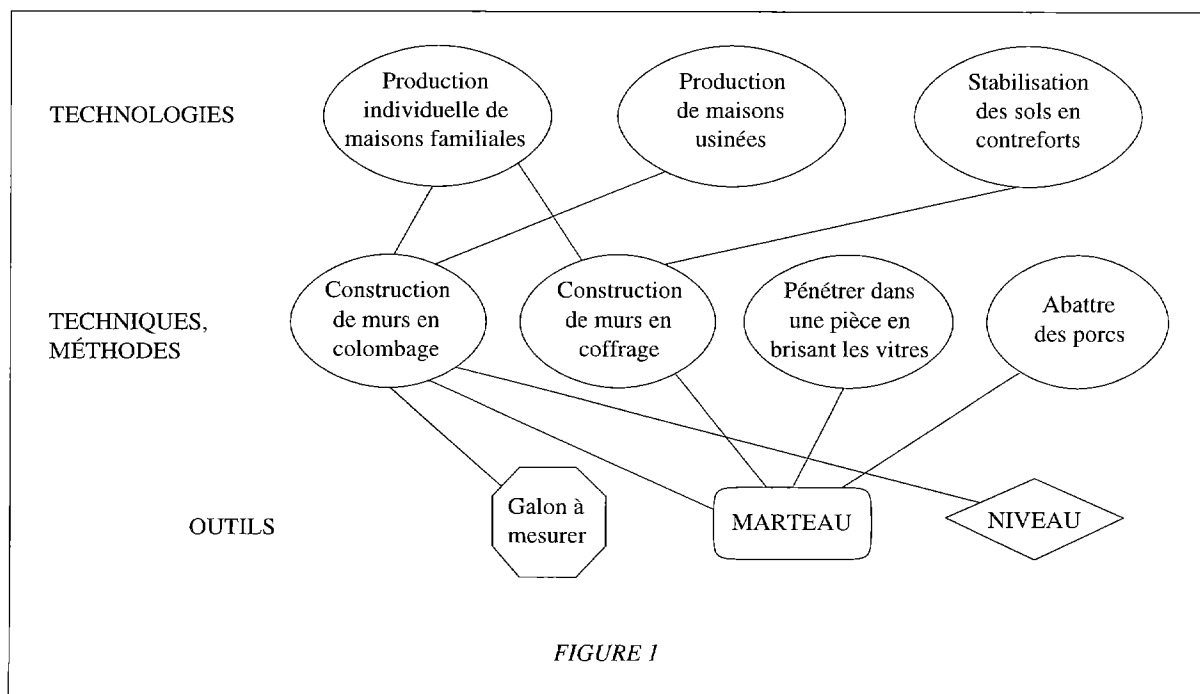 TECHNOLOGIES
Production
individuelle de
maisons familiales
Production
de maisons
usinées
Stabilisation
des sols en
contreforts
TECHNIQUES,
MÉTHODES
Construction
de murs en
colombage
Construction
de murs en
coffrage
Pénétrer dans
une pièce en
brisant les vitres
Abattre
des porcs
OUTILS
Galon à
mesurer
MARTEAU
NIVEAU
FIGURE 1